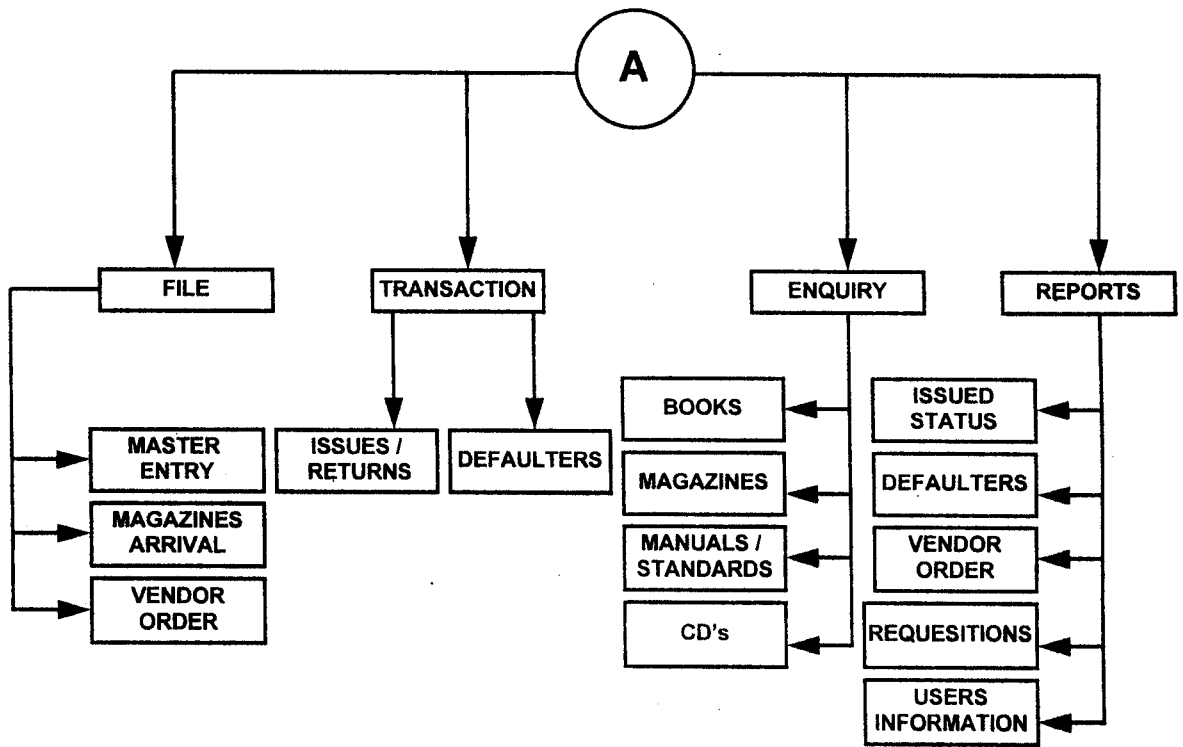 A
FILE
TRANSACTION
ENQUIRY
REPORTS
MASTER
ENTRY
MAGAZINES
ARRIVAL
VENDOR
ORDER
ISSUES /
RETURNS
DEFAULTERS
BOOKS
MAGAZINES
MANUALS /
STANDARDS
CD's
ISSUED
STATUS
DEFAULTERS
VENDOR
ORDER
REQUESITIONS
USERS
INFORMATION